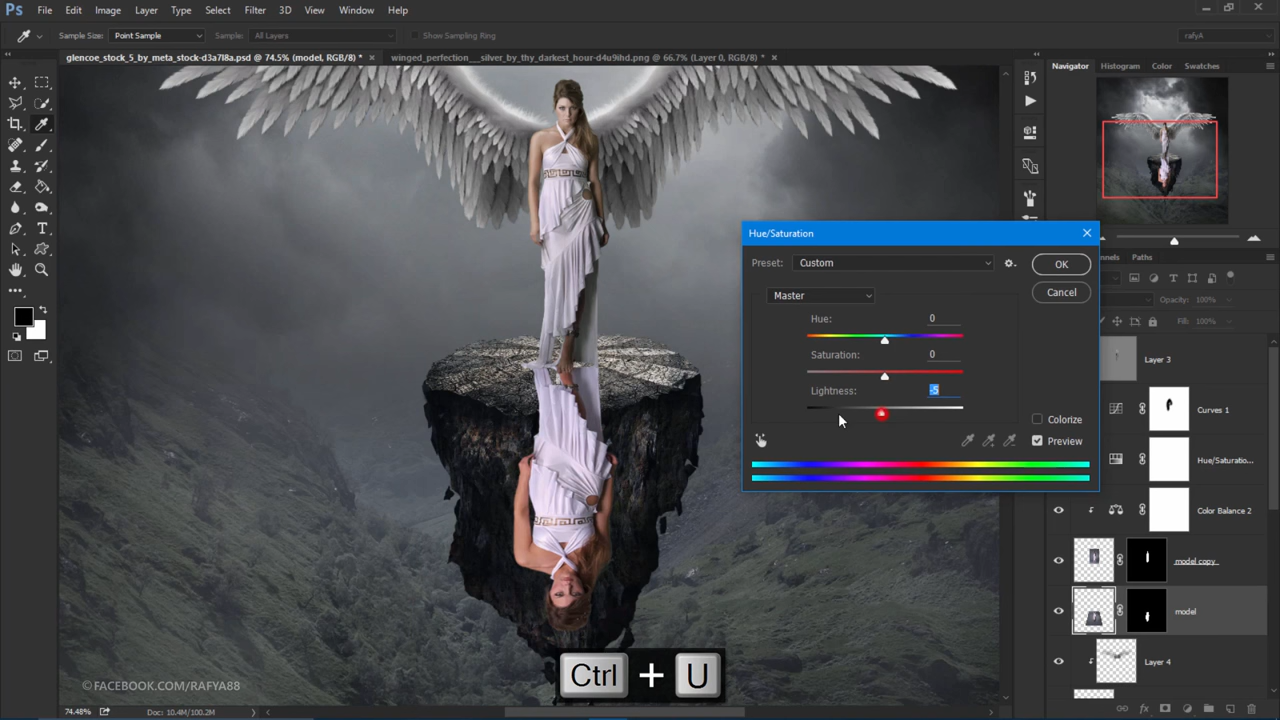 Ps File Edit Image Layer Type Select Filter 3D View Window Help
Sample Size: Point Sample Sample: All Layers Show Sampling Ring rafyA
glencoe_stock_5_by_meta_stock-d3a7l8a.psd @ 74.5% (model, RGB/8) * × winged_perfection___silver_by_thy_darkest_hour-d4u9ihd.png @ 66.7% (Layer 0, RGB/8) * ×
Navigator Histogram Color Swatches
Hue/Saturation
Preset: Custom
OK
Cancel
Master
Hue: 0
Saturation: 0
Lightness: -5
Colorize
Preview
nnels Paths
Opacity: 100%
Fill: 100%
Layer 3
Curves 1
Hue/Saturatio...
Color Balance 2
model copy
model
Layer 4
Ctrl + U
©FACEBOOK.COM/RAFYA88
74.48% Doc: 10.4M/100.2M